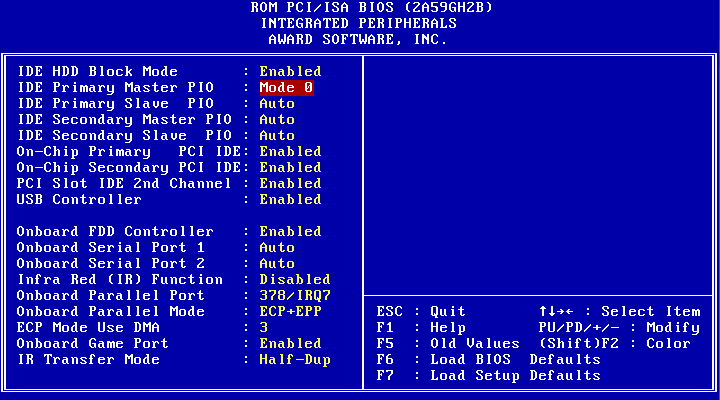 ROM PCI/ISA BIOS (2A59GH2B)
INTEGRATED PERIPHERALS
AWARD SOFTWARE, INC.
IDE HDD Block Mode : Enabled
IDE Primary Master PIO : Mode 0
IDE Primary Slave PIO : Auto
IDE Secondary Master PIO : Auto
IDE Secondary Slave PIO : Auto
On-Chip Primary PCI IDE: Enabled
On-Chip Secondary PCI IDE: Enabled
PCI Slot IDE 2nd Channel : Enabled
USB Controller : Enabled
Onboard FDD Controller : Enabled
Onboard Serial Port 1 : Auto
Onboard Serial Port 2 : Auto
Infra Red (IR) Function : Disabled
Onboard Parallel Port : 378/IRQ7
Onboard Parallel Mode : ECP+EPP
ECP Mode Use DMA : 3
Onboard Game Port : Enabled
IR Transfer Mode : Half-Dup
ESC : Quit ↑↓→← : Select Item
F1 : Help PU/PD/+/- : Modify
F5 : Old Values (Shift)F2 : Color
F6 : Load BIOS Defaults
F7 : Load Setup Defaults